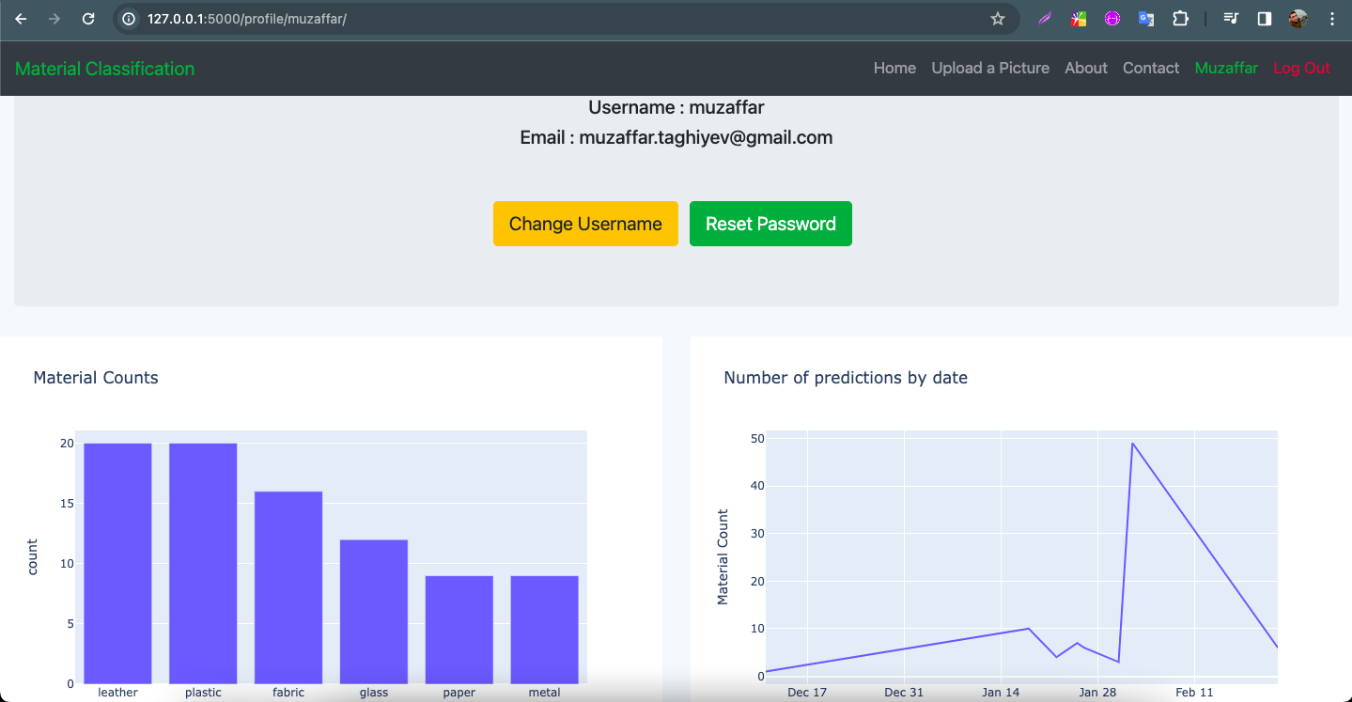 127.0.0.1:5000/profile/muzaffar/
Material Classification
Home Upload a Picture About Contact Muzaffar Log Out
Username : muzaffar
Email : muzaffar.taghiyev@gmail.com
Change Username Reset Password
Material Counts
20
15
10
5
0
count
leather plastic fabric glass paper metal
Number of predictions by date
50
40
30
20
10
0
Material Count
Dec 17 Dec 31 Jan 14 Jan 28 Feb 11